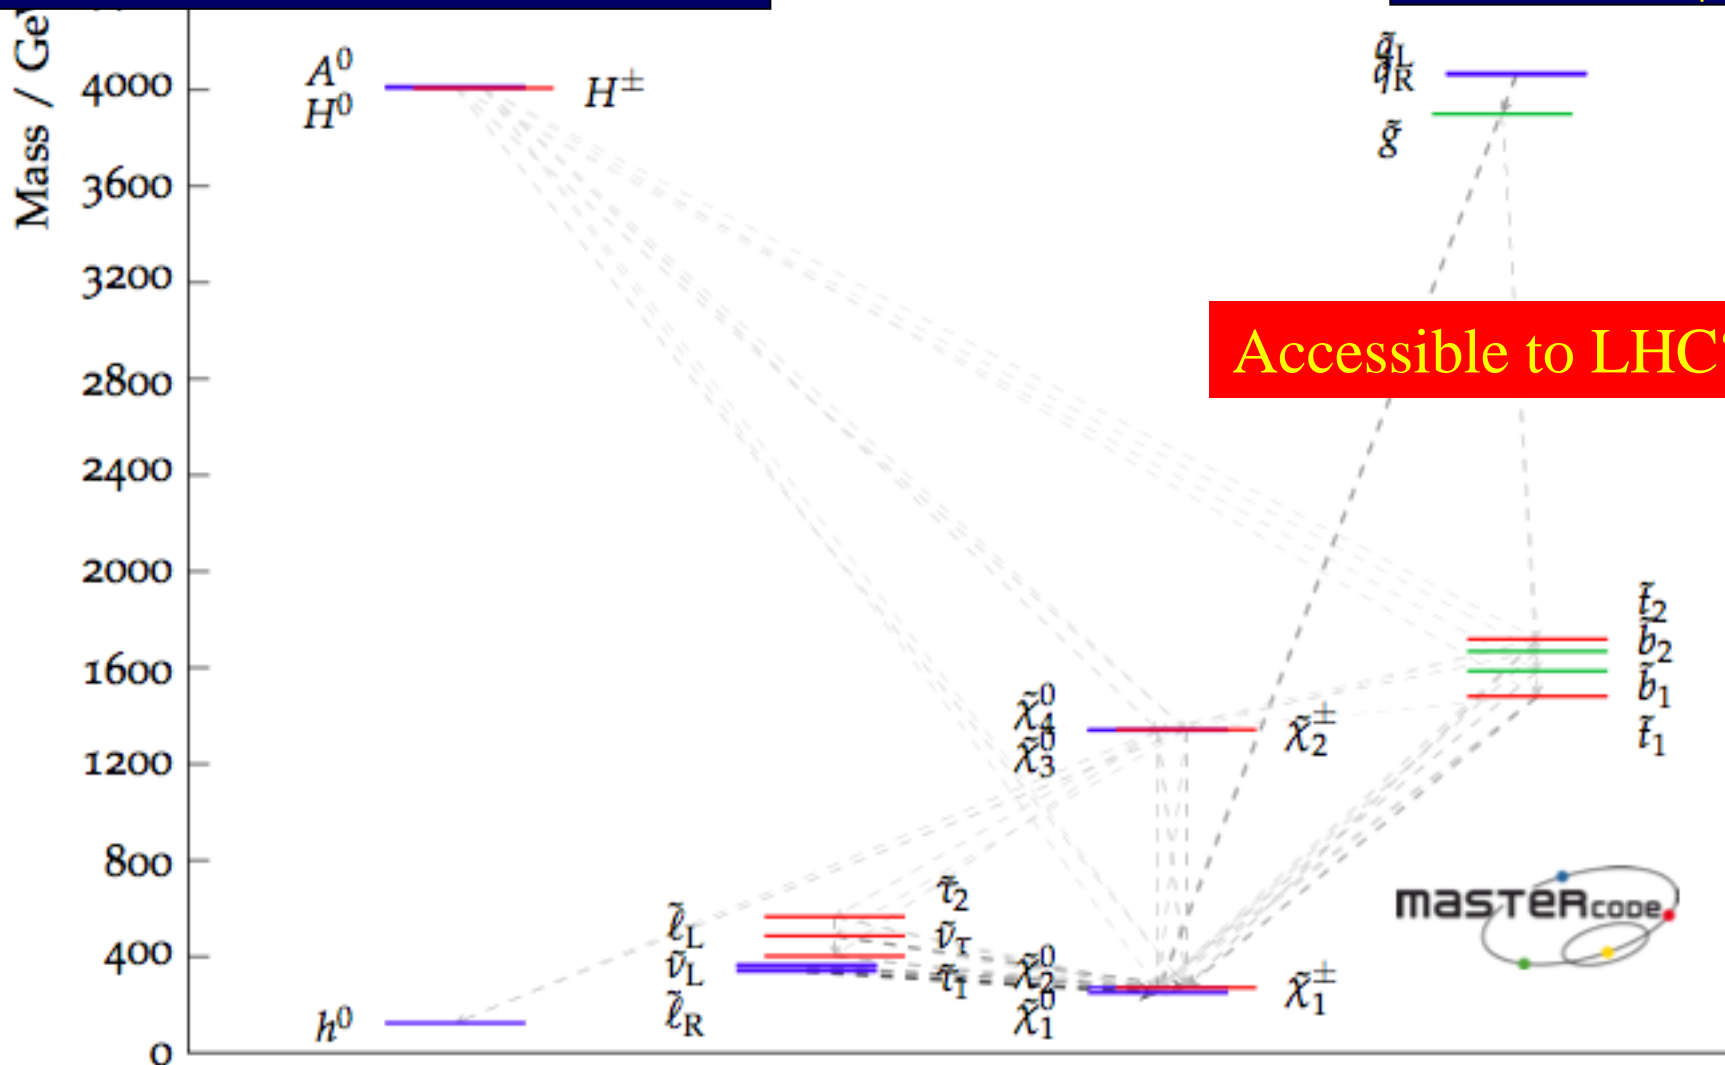 Mass / Ge
4000
3600
3200
2800
2400
2000
1600
1200
800
400
0
A⁰
H⁰
H±
h⁰
ℓ̃L
ν̃L
ℓ̃R
τ̃2
ν̃τ
τ̃1
χ̃⁰4
χ̃⁰3
χ̃±2
χ̃⁰2
χ̃⁰1
χ̃±1
q̃L
q̃R
g̃
Accessible to LHC
t̃2
b̃2
b̃1
t̃1
masTeRcode